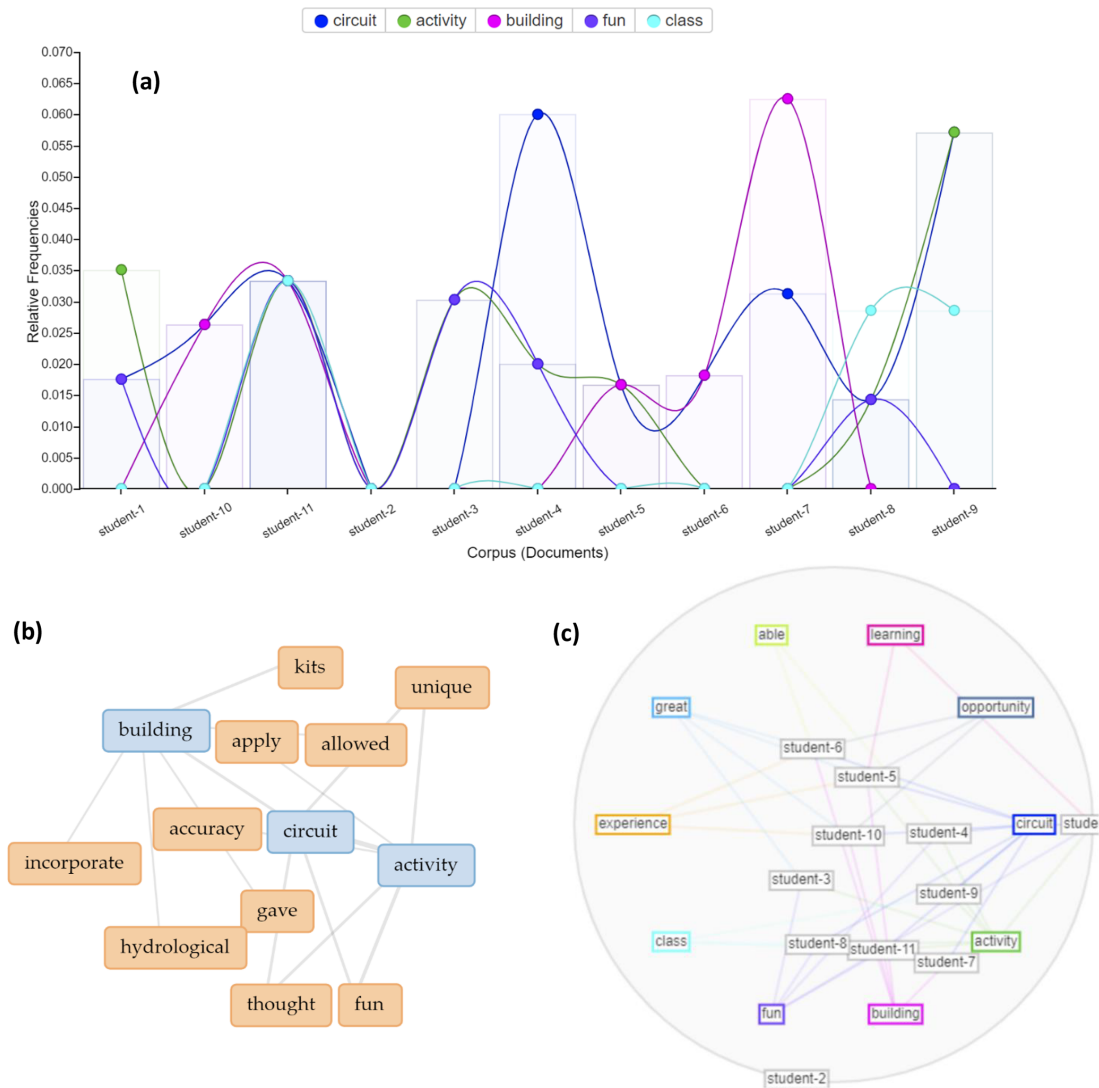 circuit activity building fun class
(a)
0.070
0.065
0.060
0.055
0.050
0.045
0.040
0.035
0.030
0.025
0.020
0.015
0.010
0.005
0.000
Relative Frequencies
student-1 student-10 student-11 student-2 student-3 student-4 student-5 student-6 student-7 student-8 student-9
Corpus (Documents)
(b)
kits
unique
building
apply
allowed
accuracy
circuit
activity
incorporate
gave
hydrological
thought
fun
(c)
able
learning
great
opportunity
student-6
student-5
experience
student-10
student-4
circuit
stude
student-3
student-9
class
student-8
student-11
activity
student-7
fun
building
student-2